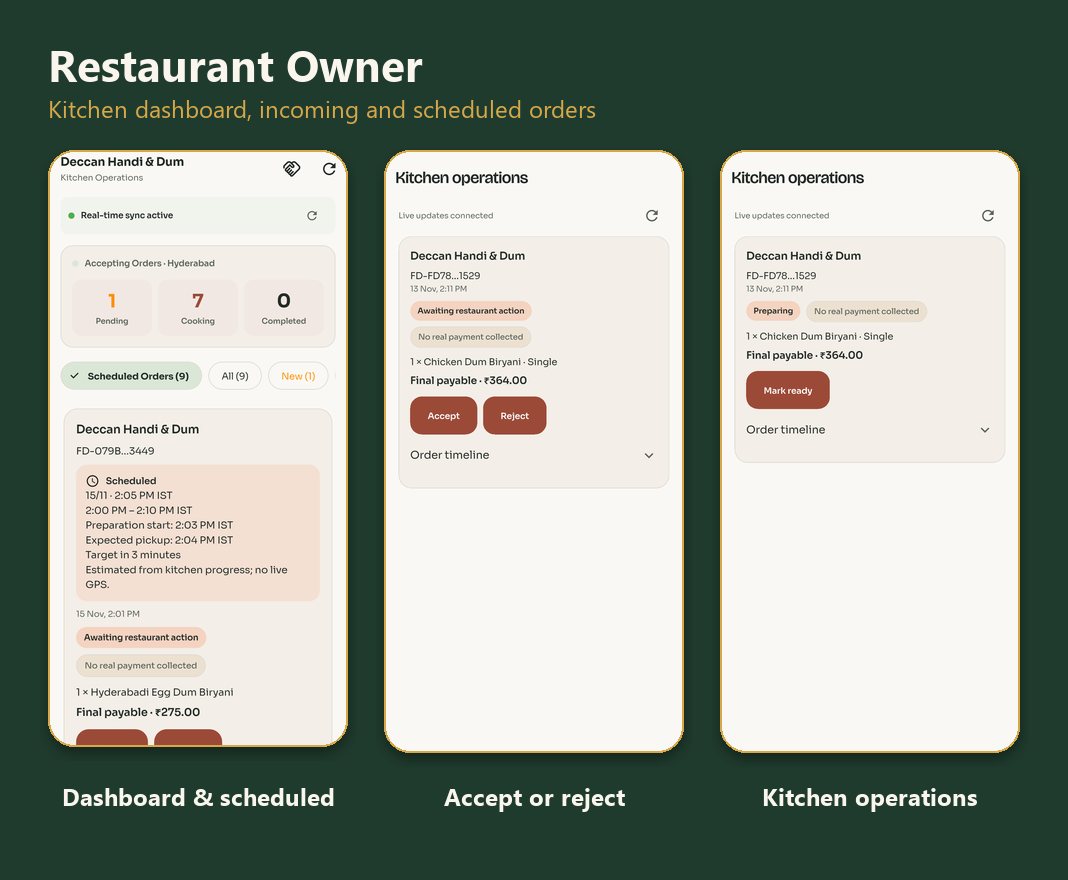 Restaurant Owner
Kitchen dashboard, incoming and scheduled orders
Deccan Handi & Dum
Kitchen Operations
Real-time sync active
Accepting Orders · Hyderabad
1
Pending
7
Cooking
0
Completed
Scheduled Orders (9)
All (9)
New (1)
Deccan Handi & Dum
FD-079B...3449
Scheduled
15/11 · 2:05 PM IST
2:00 PM – 2:10 PM IST
Preparation start: 2:03 PM IST
Expected pickup: 2:04 PM IST
Target in 3 minutes
Estimated from kitchen progress; no live
GPS.
15 Nov, 2:01 PM
Awaiting restaurant action
No real payment collected
1 × Hyderabadi Egg Dum Biryani
Final payable · ₹275.00
Dashboard & scheduled
Kitchen operations
Live updates connected
Deccan Handi & Dum
FD-FD78...1529
13 Nov, 2:11 PM
Awaiting restaurant action
No real payment collected
1 × Chicken Dum Biryani · Single
Final payable · ₹364.00
Accept
Reject
Order timeline
Accept or reject
Kitchen operations
Live updates connected
Deccan Handi & Dum
FD-FD78...1529
13 Nov, 2:11 PM
Preparing
No real payment collected
1 × Chicken Dum Biryani · Single
Final payable · ₹364.00
Mark ready
Order timeline
Kitchen operations